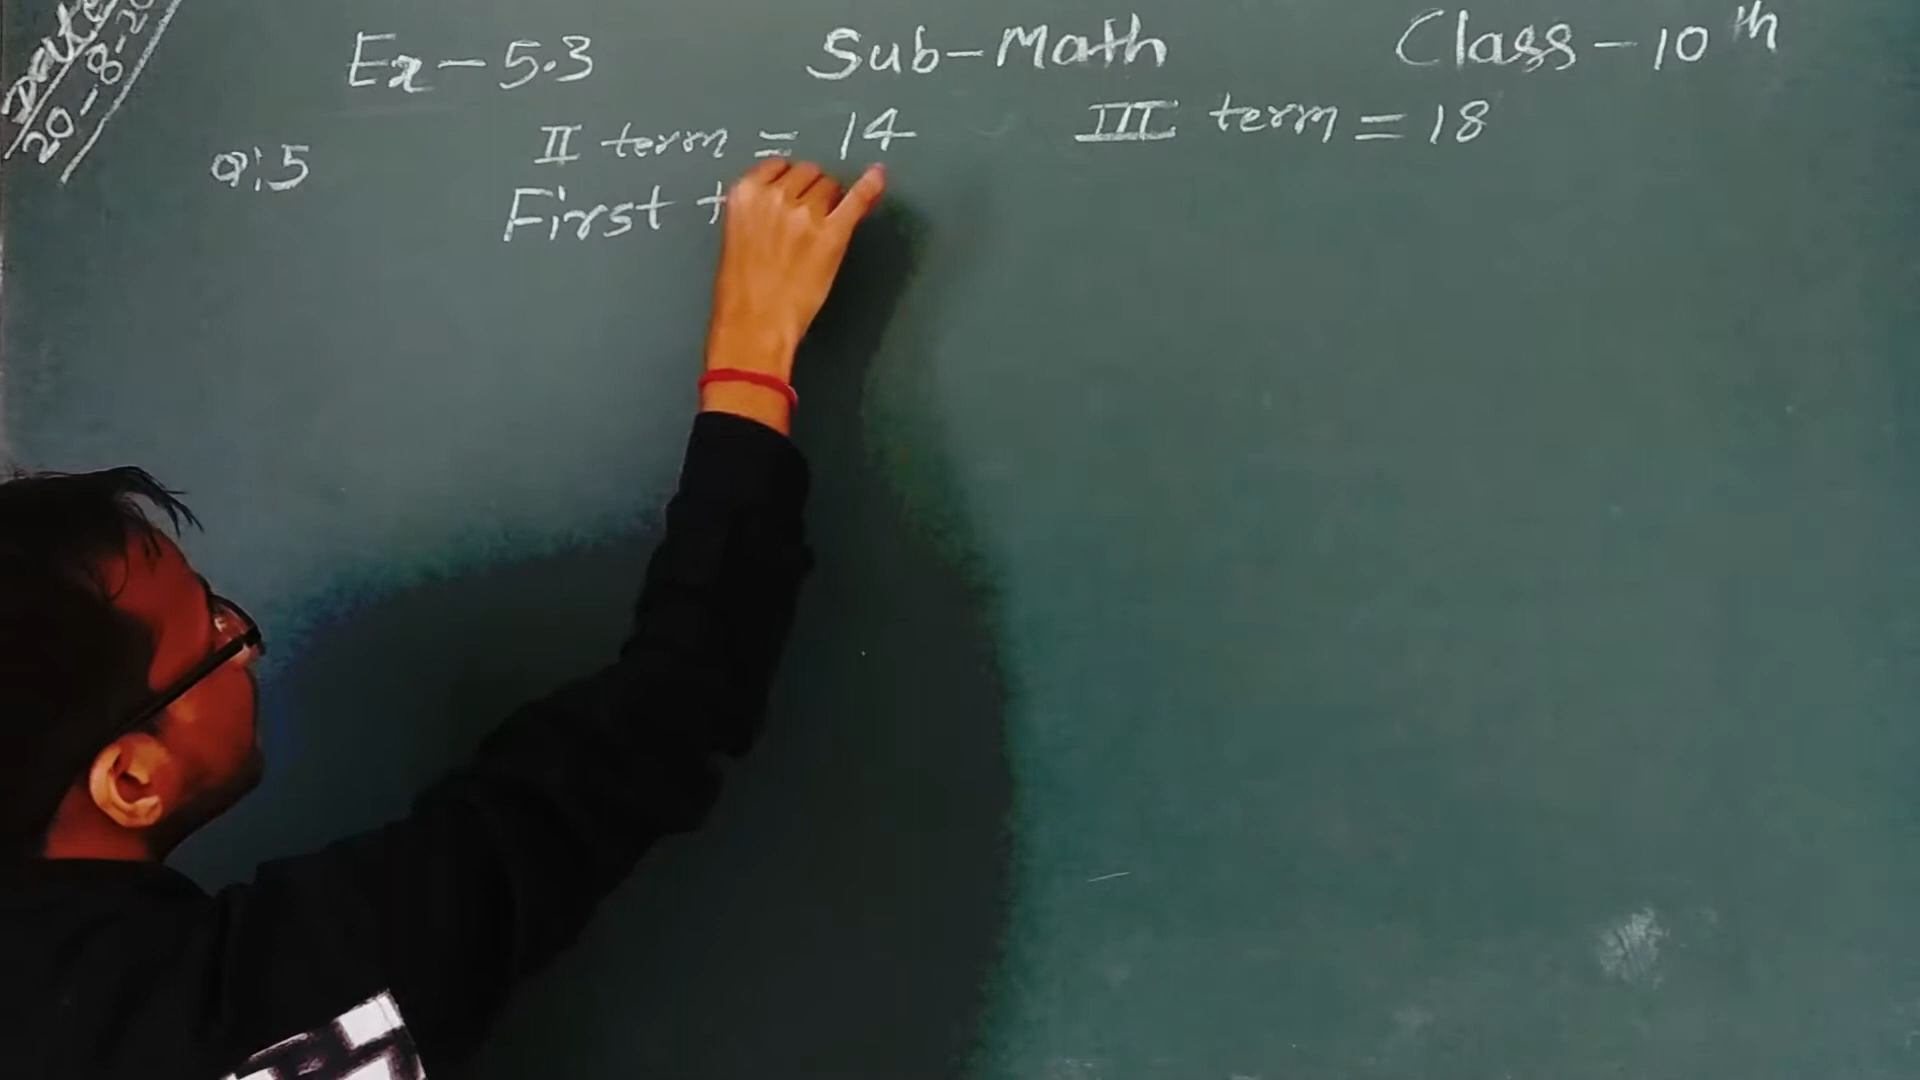 Date
20-8-20
Ex-5.3 Sub-Math Class-10th
Q:5 II term = 14 III term = 18
First t